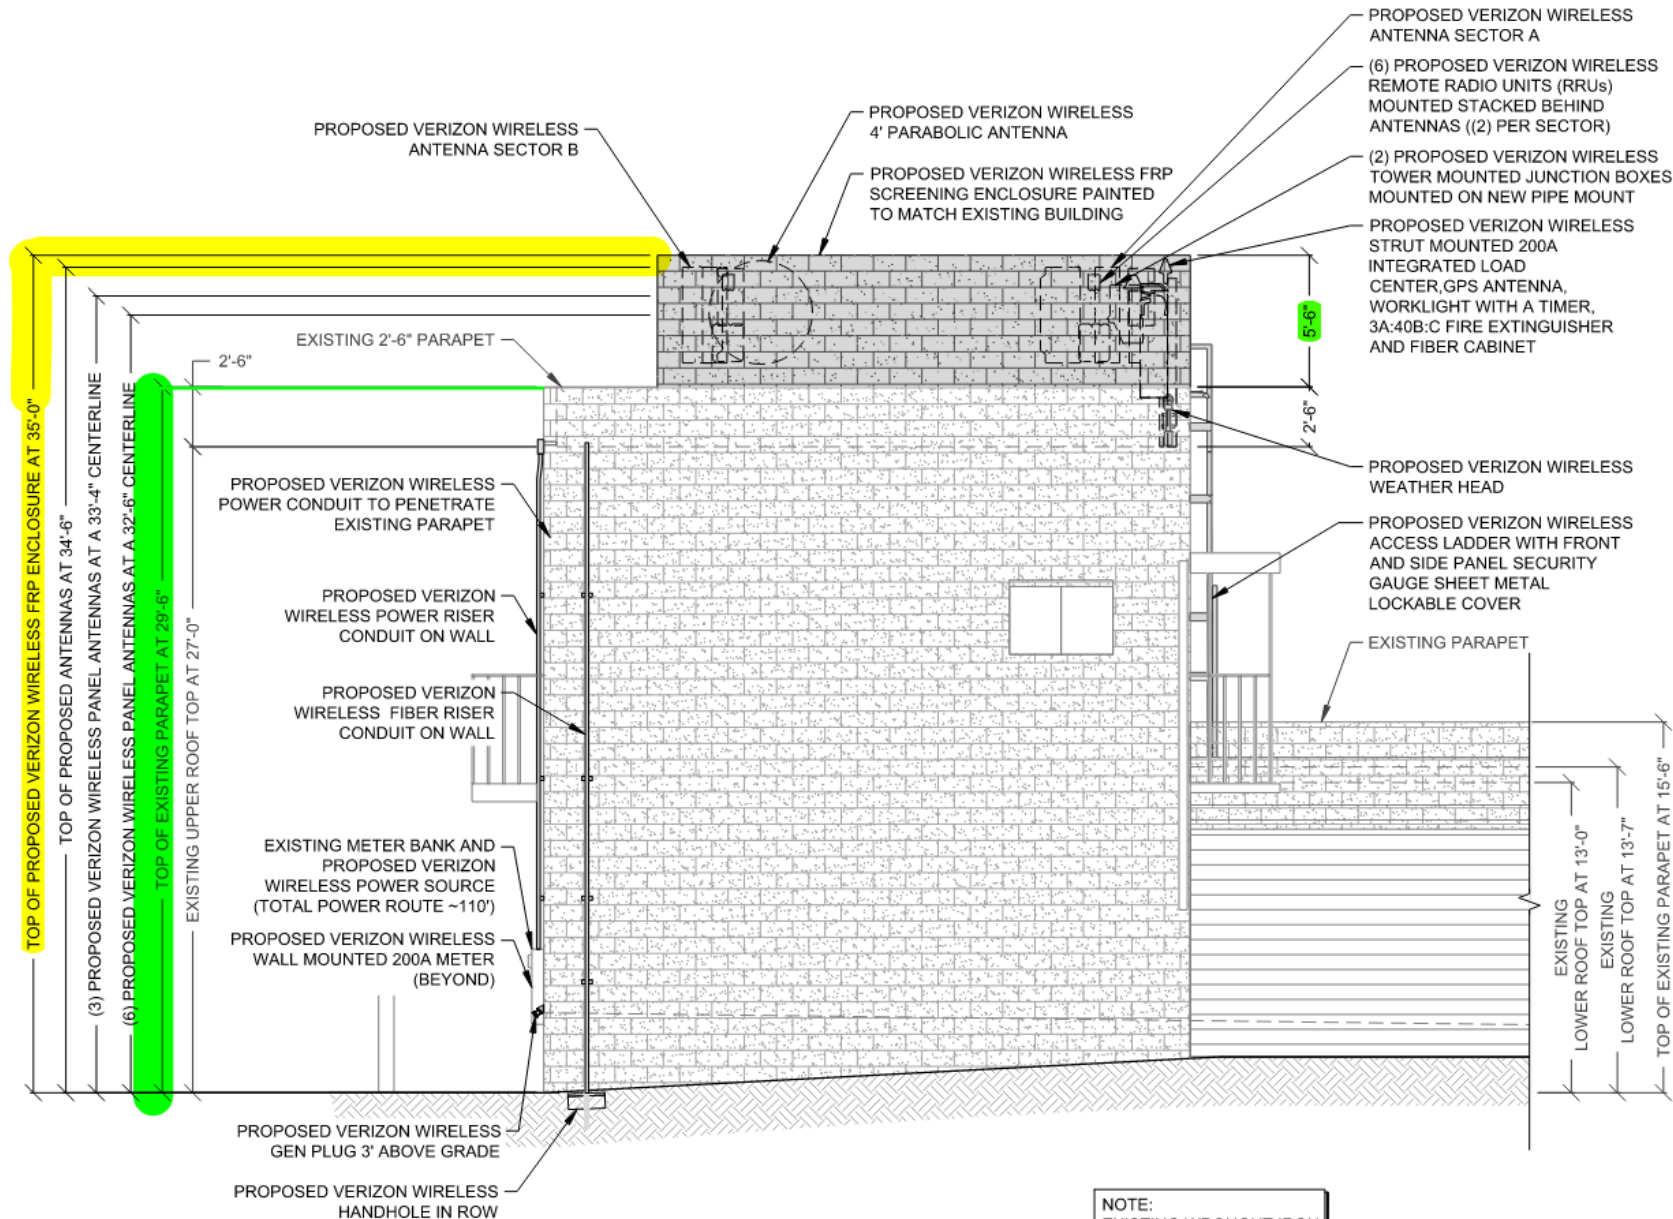 PROPOSED VERIZON WIRELESS
ANTENNA SECTOR A
(6) PROPOSED VERIZON WIRELESS
REMOTE RADIO UNITS (RRUs)
MOUNTED STACKED BEHIND
ANTENNAS ((2) PER SECTOR)
(2) PROPOSED VERIZON WIRELESS
TOWER MOUNTED JUNCTION BOXES
MOUNTED ON NEW PIPE MOUNT
PROPOSED VERIZON WIRELESS
STRUT MOUNTED 200A
INTEGRATED LOAD
CENTER,GPS ANTENNA,
WORKLIGHT WITH A TIMER,
3A:40B:C FIRE EXTINGUISHER
AND FIBER CABINET
PROPOSED VERIZON WIRELESS
4' PARABOLIC ANTENNA
PROPOSED VERIZON WIRELESS
ANTENNA SECTOR B
PROPOSED VERIZON WIRELESS FRP
SCREENING ENCLOSURE PAINTED
TO MATCH EXISTING BUILDING
5'-6"
2'-6"
EXISTING 2'-6" PARAPET
2'-6"
TOP OF PROPOSED VERIZON WIRELESS FRP ENCLOSURE AT 35'-0"
TOP OF PROPOSED ANTENNAS AT 34'-6"
(3) PROPOSED VERIZON WIRELESS PANEL ANTENNAS AT A 33'-4" CENTERLINE
(6) PROPOSED VERIZON WIRELESS PANEL ANTENNAS AT A 32'-6" CENTERLINE
TOP OF EXISTING PARAPET AT 29'-6"
EXISTING UPPER ROOF TOP AT 27'-0"
PROPOSED VERIZON WIRELESS
POWER CONDUIT TO PENETRATE
EXISTING PARAPET
PROPOSED VERIZON
WIRELESS POWER RISER
CONDUIT ON WALL
PROPOSED VERIZON
WIRELESS FIBER RISER
CONDUIT ON WALL
EXISTING METER BANK AND
PROPOSED VERIZON
WIRELESS POWER SOURCE
(TOTAL POWER ROUTE ~110')
PROPOSED VERIZON WIRELESS
WALL MOUNTED 200A METER
(BEYOND)
PROPOSED VERIZON WIRELESS
GEN PLUG 3' ABOVE GRADE
PROPOSED VERIZON WIRELESS
HANDHOLE IN ROW
PROPOSED VERIZON WIRELESS
WEATHER HEAD
PROPOSED VERIZON WIRELESS
ACCESS LADDER WITH FRONT
AND SIDE PANEL SECURITY
GAUGE SHEET METAL
LOCKABLE COVER
EXISTING PARAPET
EXISTING
LOWER ROOF TOP AT 13'-0"
EXISTING
LOWER ROOF TOP AT 13'-7"
TOP OF EXISTING PARAPET AT 15'-6"
NOTE: